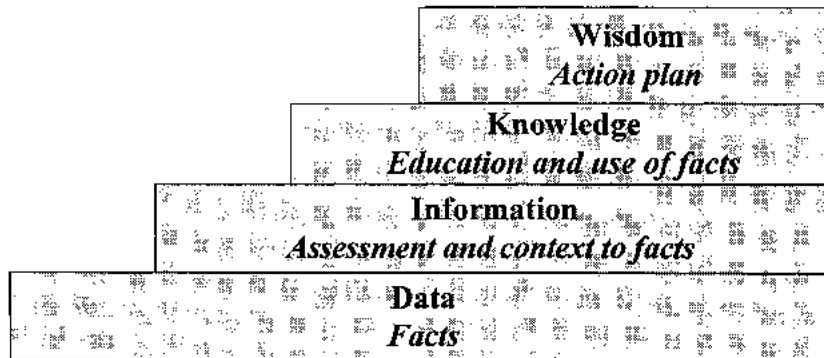 Wisdom
Action plan
Knowledge
Education and use of facts
Information
Assessment and context to facts
Data
Facts